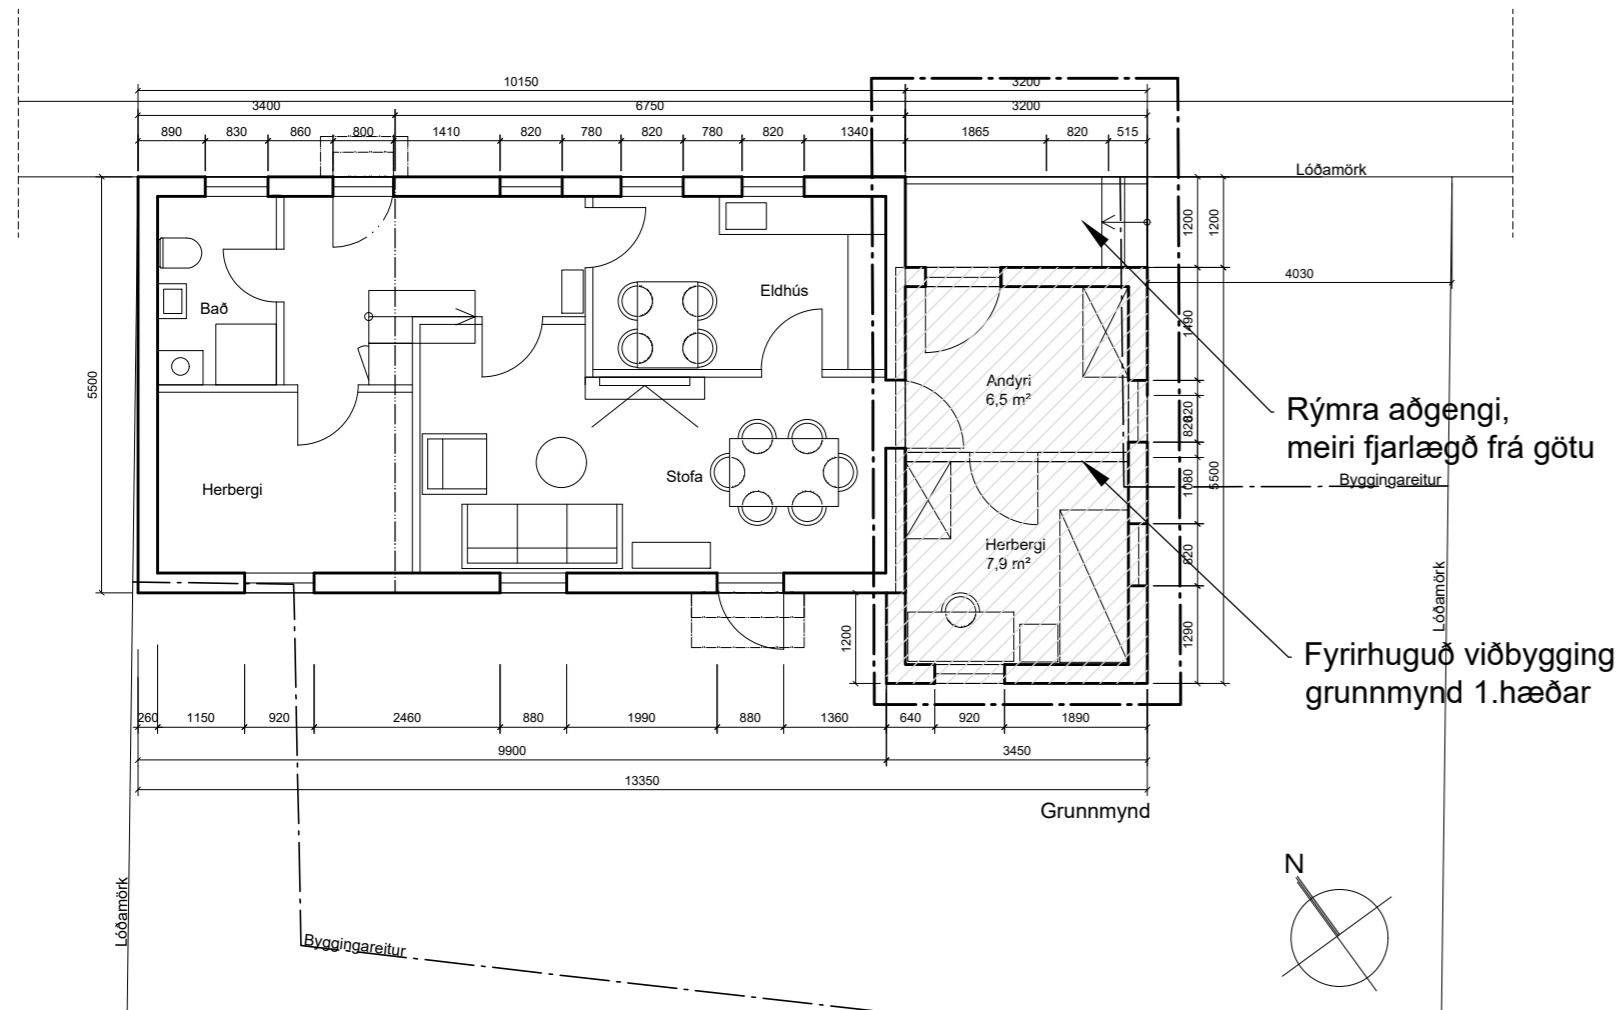 10150
3200
3400
6750
3200
890
830
860
800
1410
820
780
820
780
820
1340
1865
820
515
Lóðamörk
1200
1200
4030
Eldhús
Bað
1490
5500
Andyri
6,5 m²
820
Rýmra aðgengi,
meiri fjarlægð frá götu
Stofa
Herbergi
1080
5500
Byggingareitur
Herbergi
7,9 m²
820
Lóðamörk
1200
1290
Fyrirhuguð viðbygging
grunnmynd 1.hæðar
260
1150
920
2460
880
1990
880
1360
640
920
1890
9900
3450
13350
Grunnmynd
N
Lóðamörk
Byggingareitur